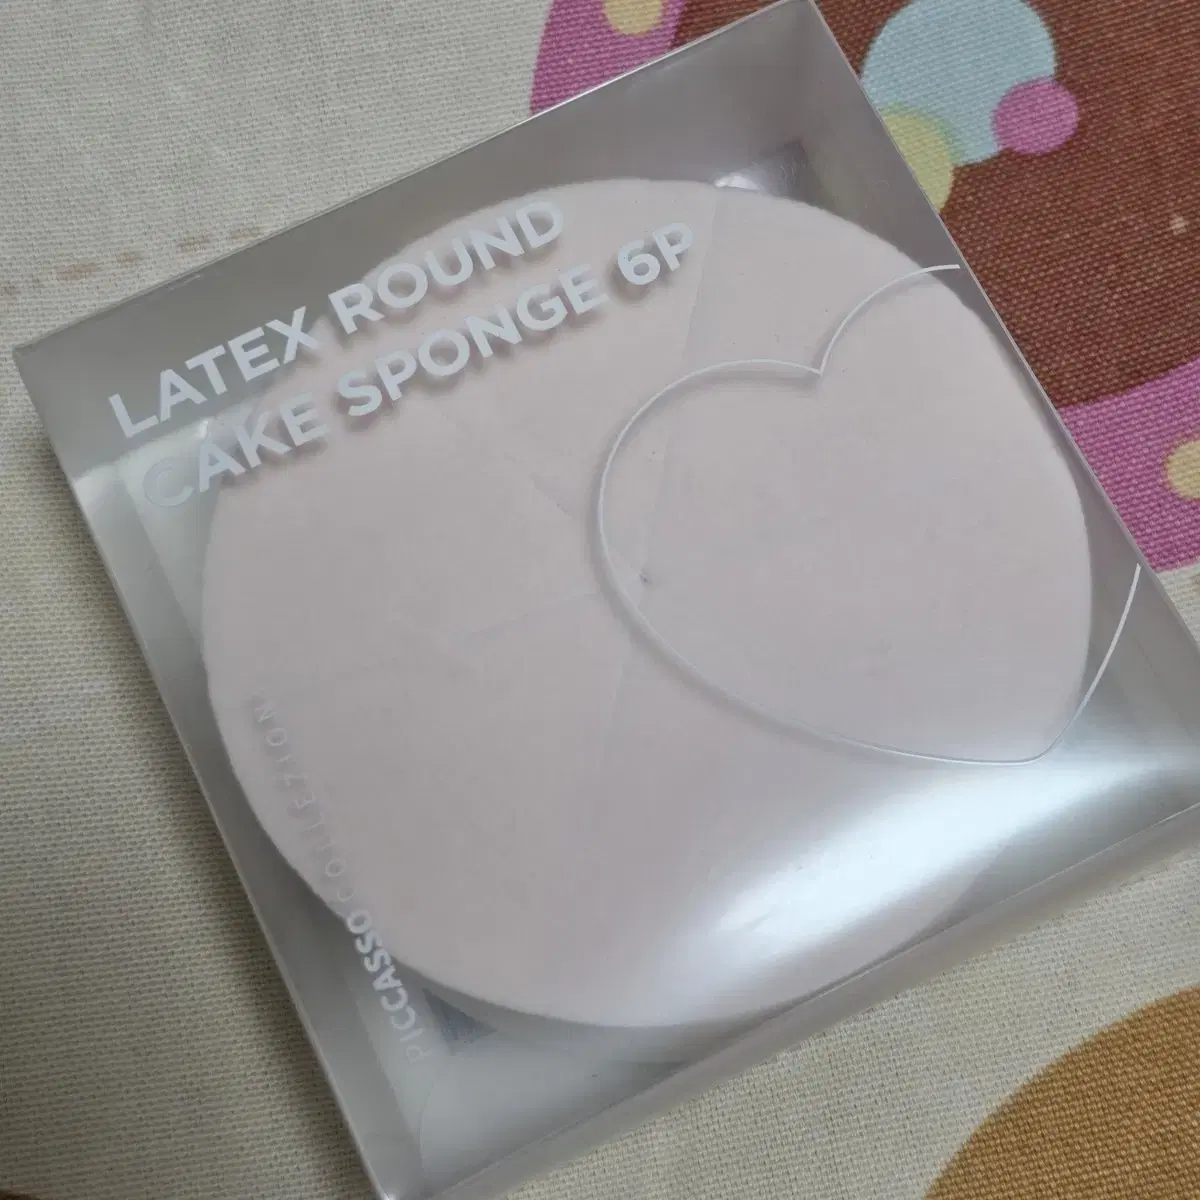 LATEX ROUND
CAKE SPONGE 6P
PICCASSO COLLEZIONI